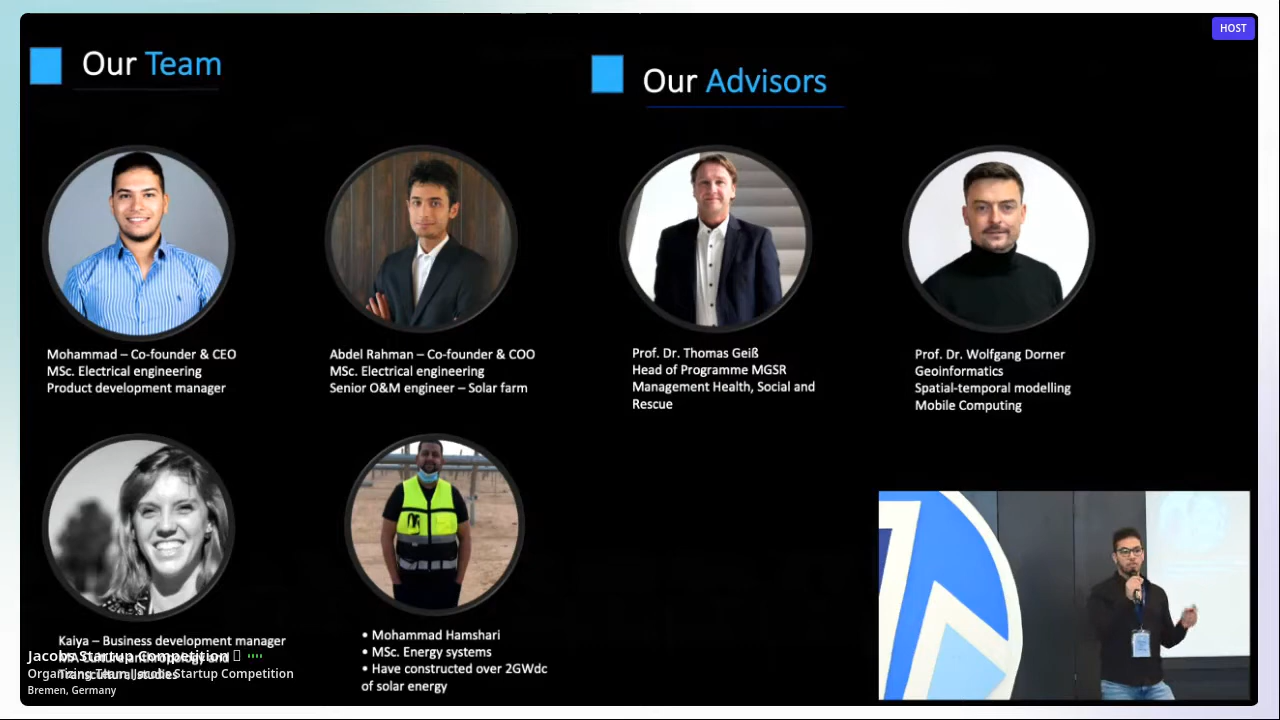 HOST
Our Team
Our Advisors
Mohammad – Co-founder & CEO
MSc. Electrical engineering
Product development manager
Abdel Rahman – Co-founder & COO
MSc. Electrical engineering
Senior O&M engineer – Solar farm
Prof. Dr. Thomas Geiß
Head of Programme MGSR
Management Health, Social and
Rescue
Prof. Dr. Wolfgang Dorner
Geoinformatics
Spatial-temporal modelling
Mobile Computing
Kaiya – Business development manager
MA. Culture anthropology and
Transcultural studies
• Mohammad Hamshari
• MSc. Energy systems
• Have constructed over 2GWdc
of solar energy
Jacobs Startup Competition
Organizing Team, Jacobs Startup Competition
Bremen, Germany